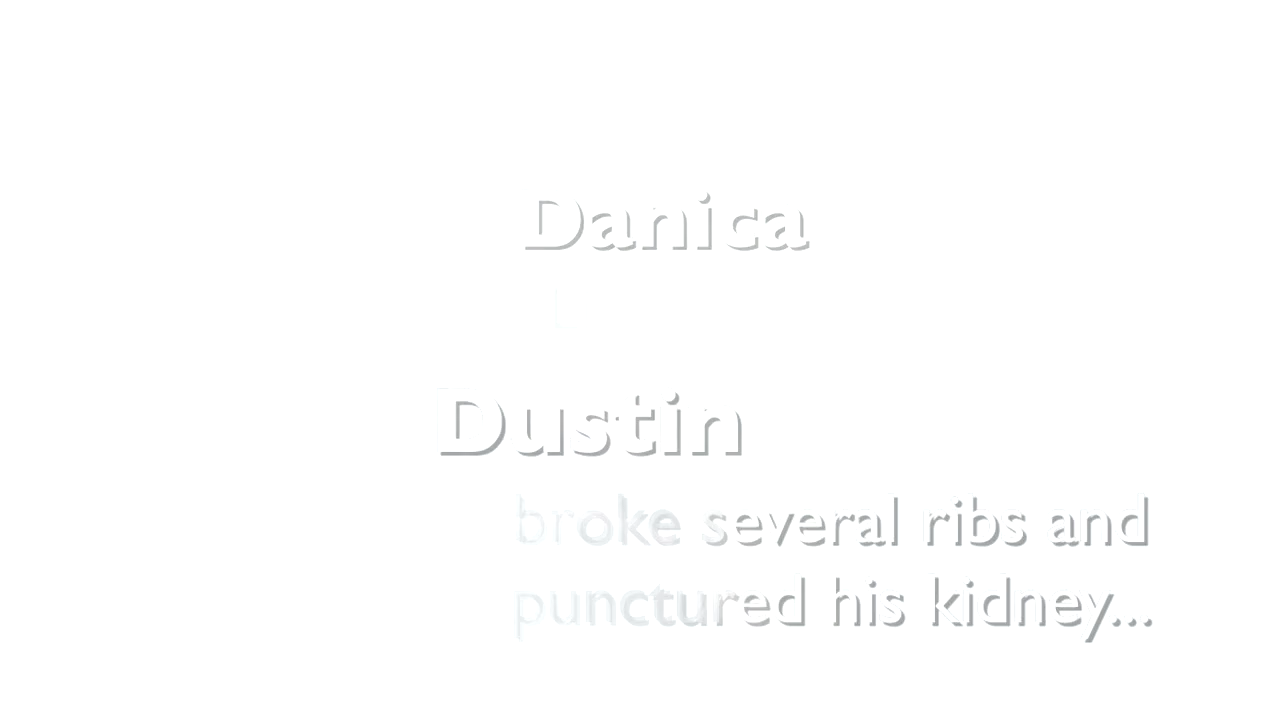 Danica
Dustin
broke several ribs and
punctured his kidney...